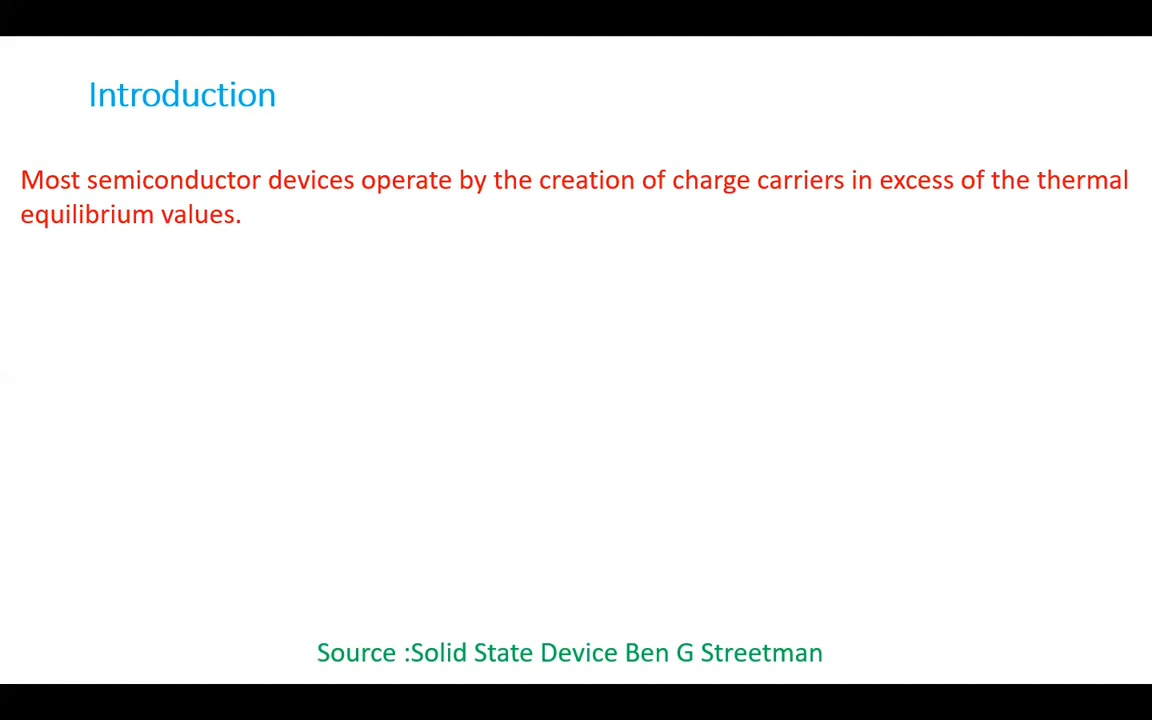 Introduction
Most semiconductor devices operate by the creation of charge carriers in excess of the thermal
equilibrium values.
Source :Solid State Device Ben G Streetman